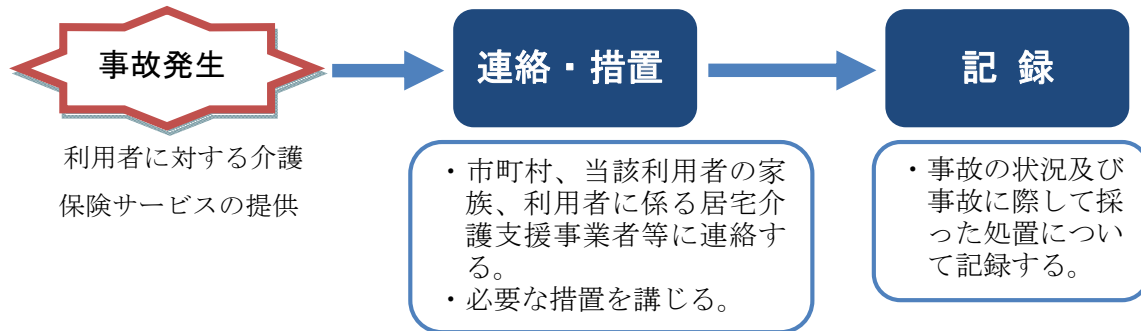 事故発生
利用者に対する介護
保険サービスの提供
連絡・措置
・市町村、当該利用者の家
族、利用者に係る居宅介
護支援事業者等に連絡す
る。
・必要な措置を講じる。
記 録
・事故の状況及び
事故に際して採
った処置につい
て記録する。